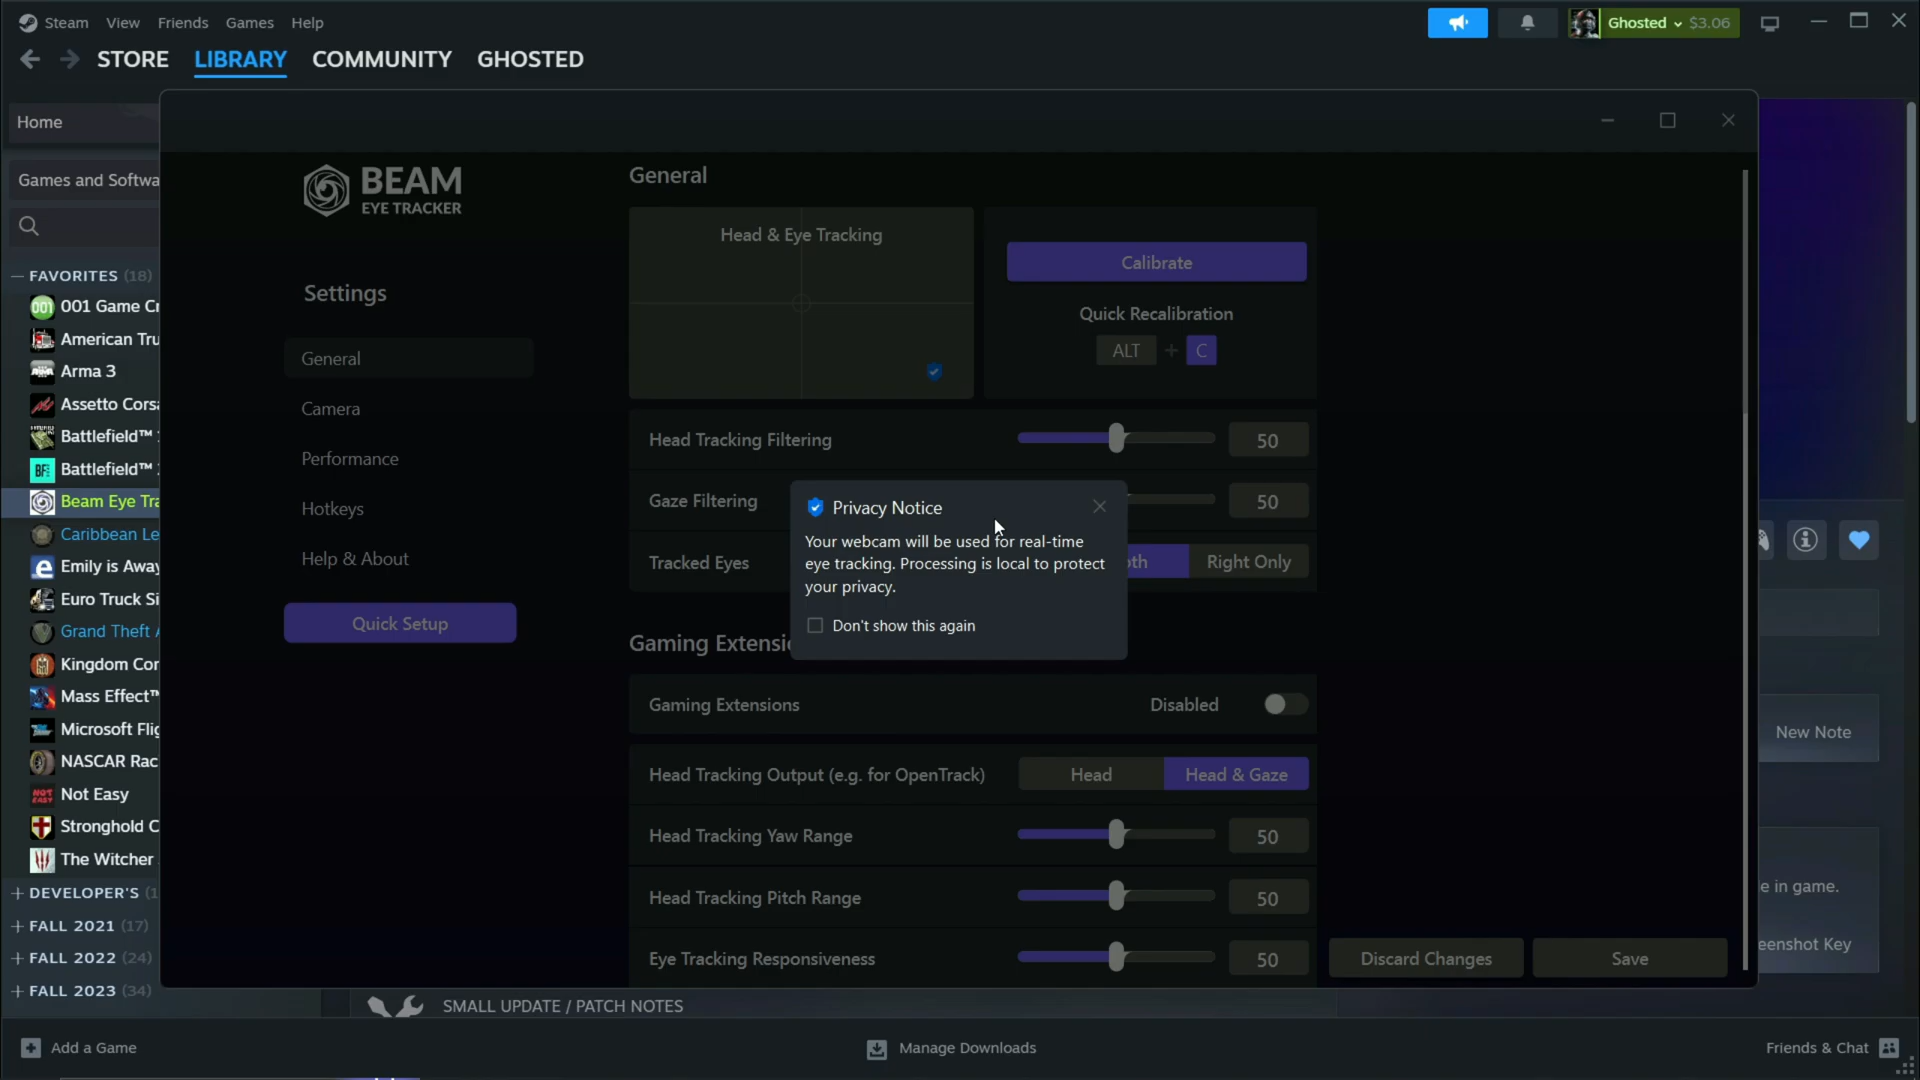 Steam View Friends Games Help
Ghosted $3.06
STORE LIBRARY COMMUNITY GHOSTED
Home
Games and Softwa
FAVORITES (18)
001 Game Cr
American Tru
Arma 3
Assetto Corsa
Battlefield™
Battlefield™
Beam Eye Tra
Caribbean Le
Emily is Away
Euro Truck Si
Grand Theft A
Kingdom Con
Mass Effect™
Microsoft Flig
NASCAR Rac
Not Easy
Stronghold C
The Witcher
DEVELOPER'S (1
FALL 2021 (17)
FALL 2022 (24)
FALL 2023 (34)
BEAM
EYE TRACKER
Settings
General
Camera
Performance
Hotkeys
Help & About
Quick Setup
General
Head & Eye Tracking
Calibrate
Quick Recalibration
ALT + C
Head Tracking Filtering 50
Gaze Filtering 50
Tracked Eyes oth Right Only
Privacy Notice
Your webcam will be used for real-time
eye tracking. Processing is local to protect
your privacy.
Don't show this again
Gaming Extensi
Gaming Extensions Disabled
Head Tracking Output (e.g. for OpenTrack) Head Head & Gaze
Head Tracking Yaw Range 50
Head Tracking Pitch Range 50
Eye Tracking Responsiveness 50
Discard Changes Save
New Note
e in game.
eenshot Key
SMALL UPDATE / PATCH NOTES
Add a Game
Manage Downloads
Friends & Chat